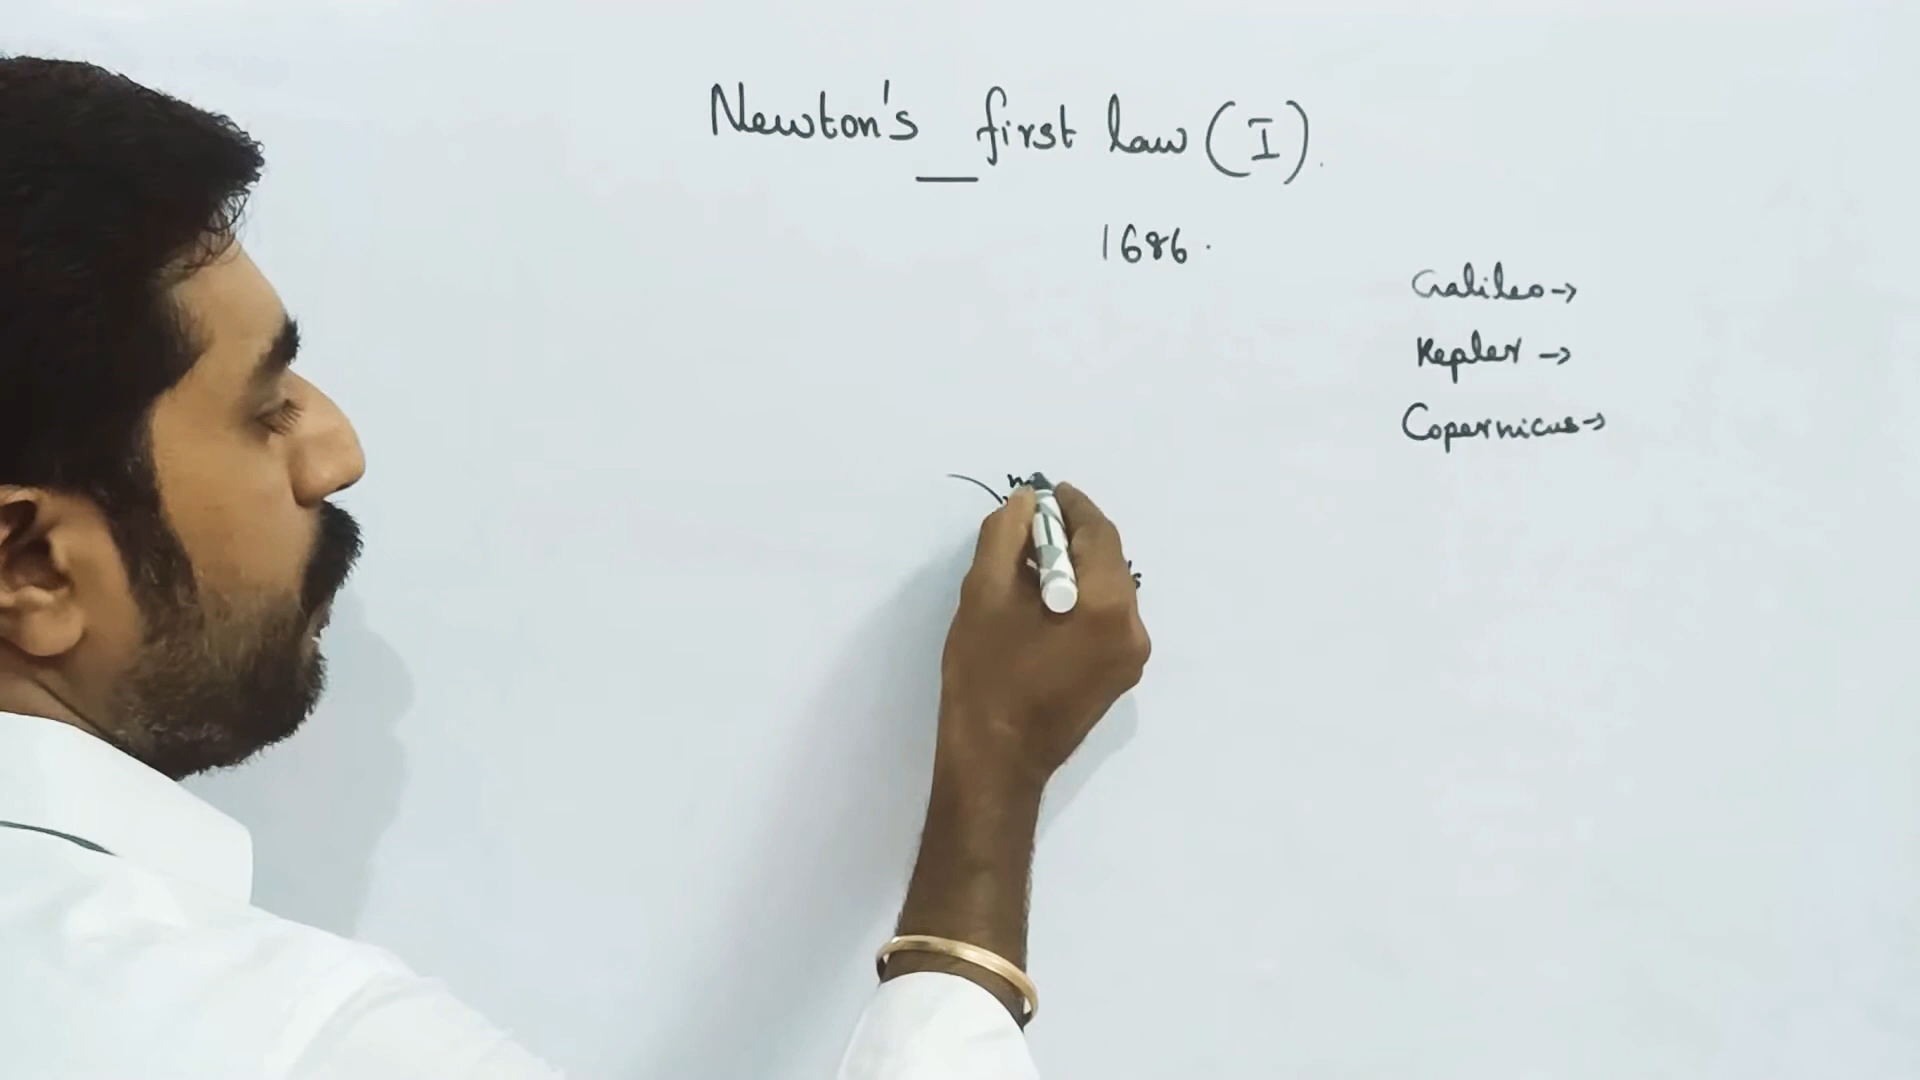 Newton's first law (I).
1686.
Galileo→
Kepler →
Copernicus→